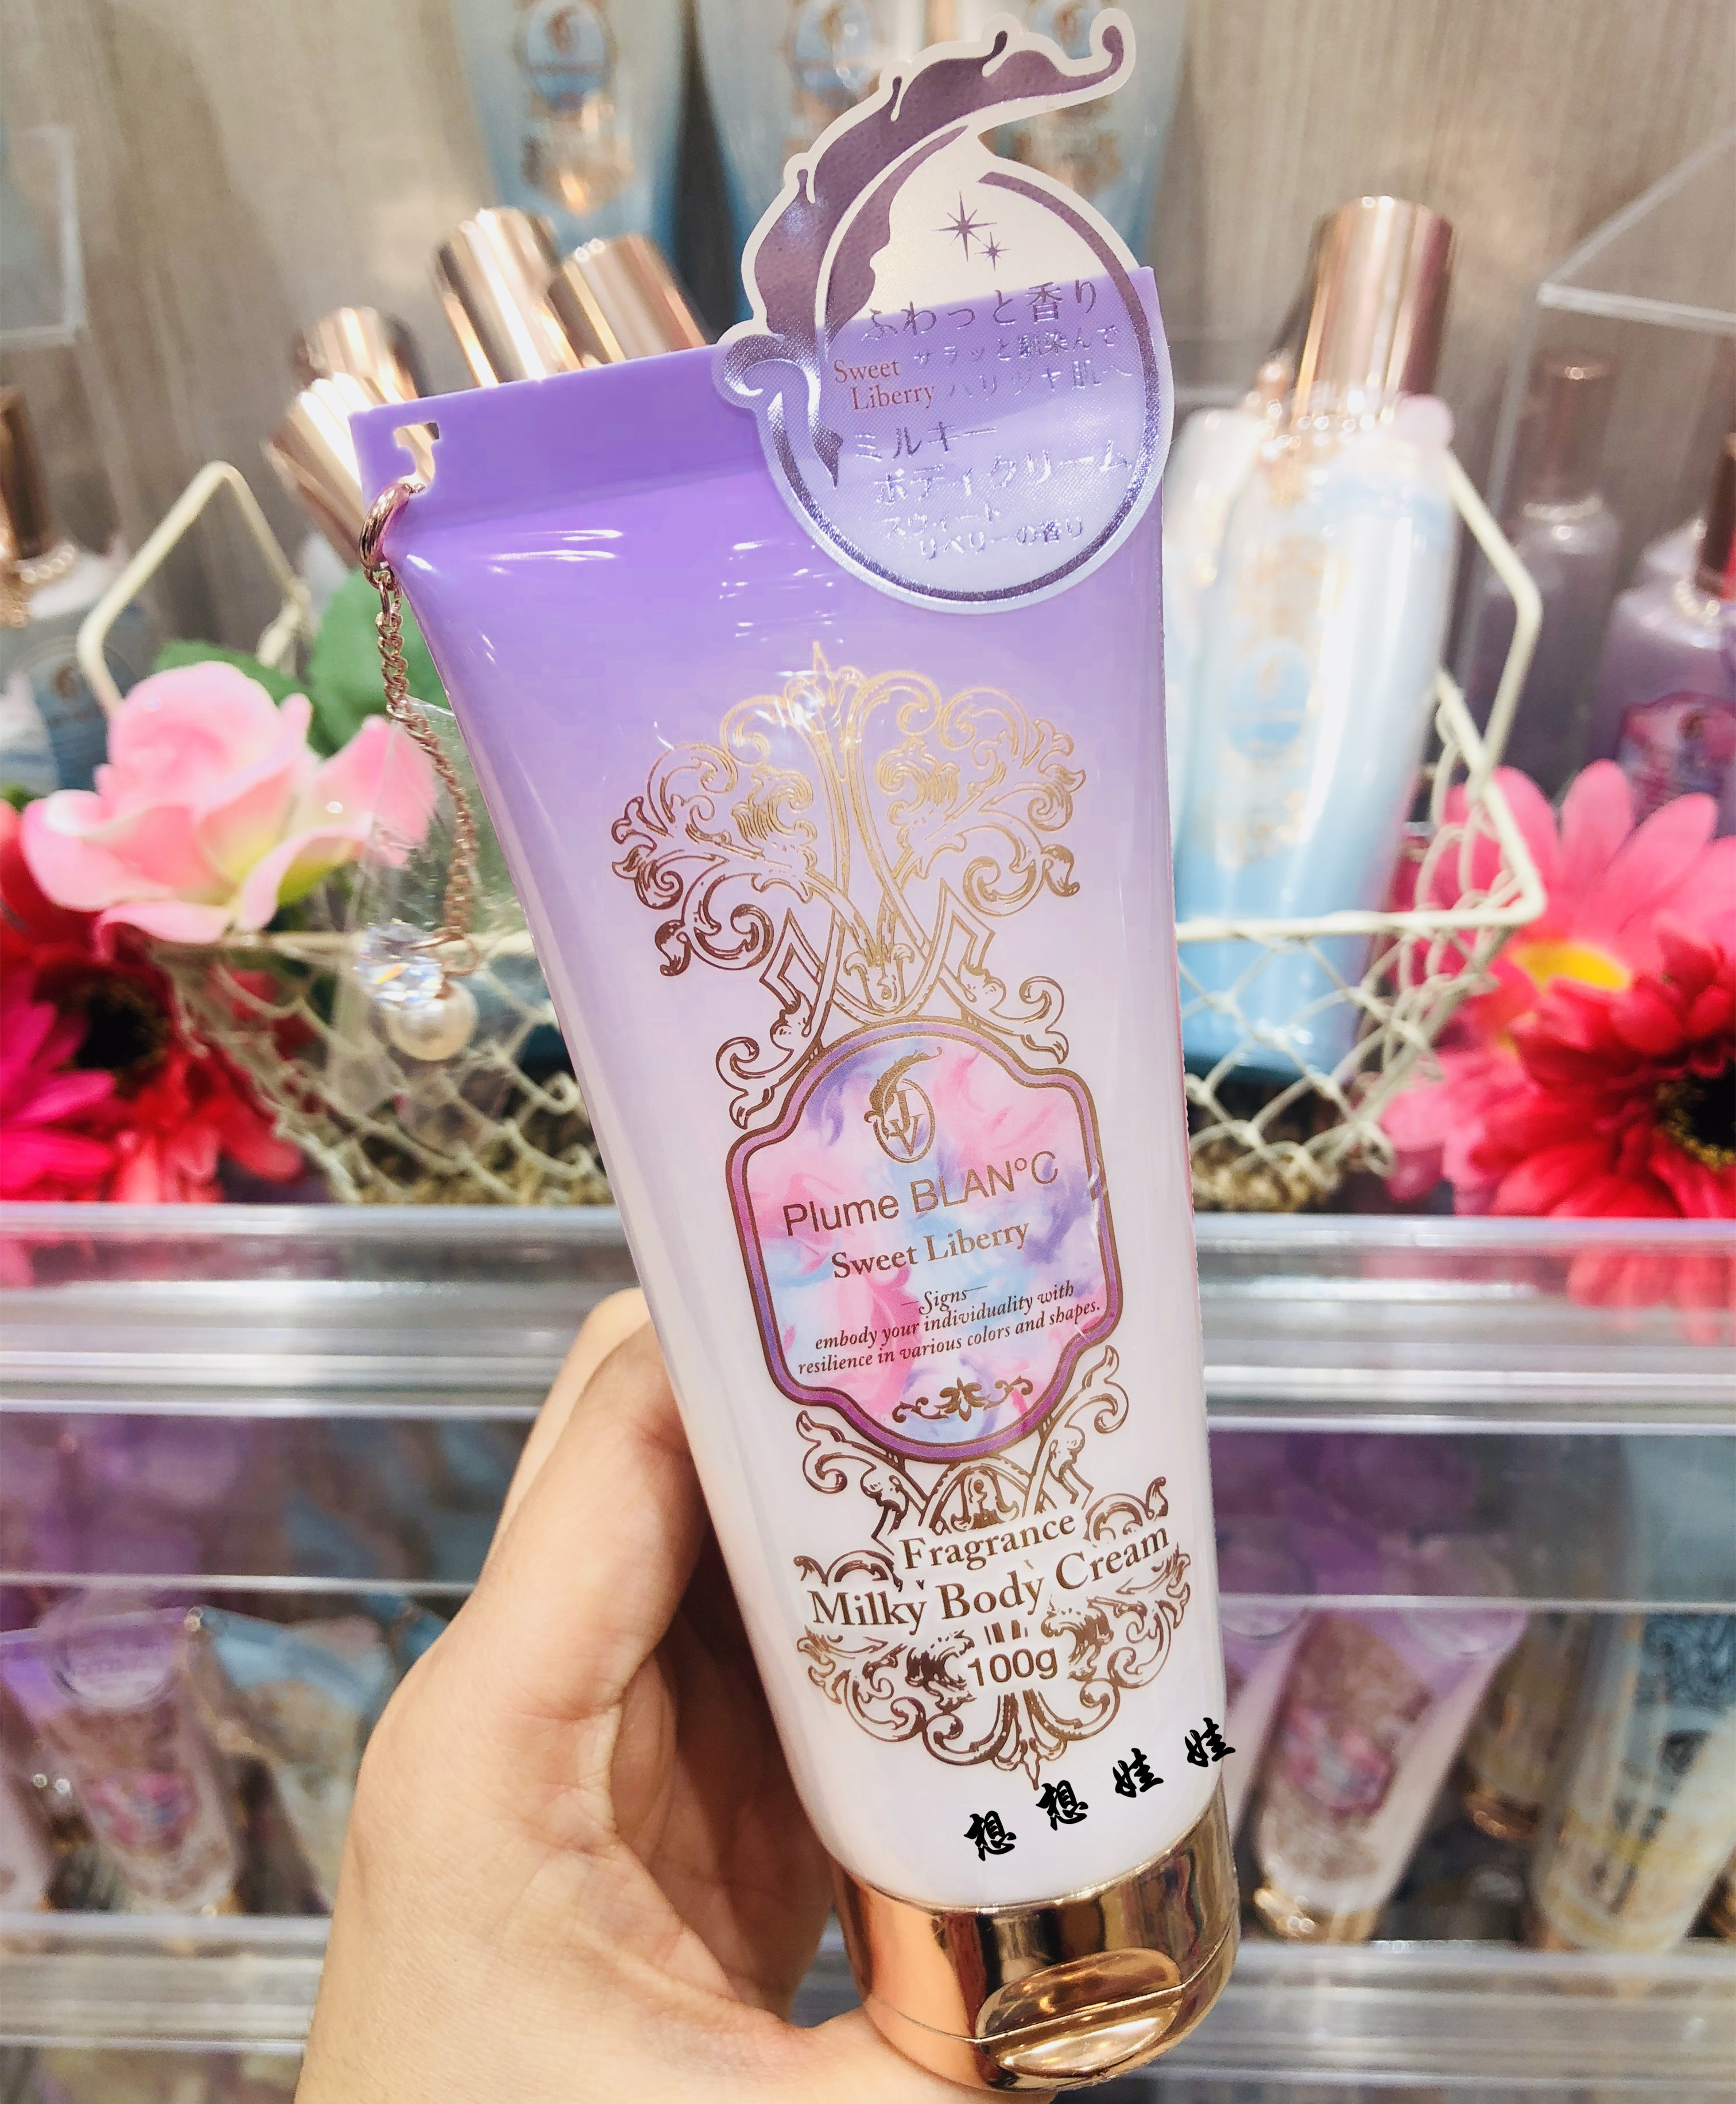 ふわっと香り
サラッと馴染んで
Sweet
Liberry
ハリツヤ肌へ
ミルキー
ボディクリーム
スウィート
リベリーの香り
JV
Plume BLAN°C
Sweet Liberry
—Signs—
embody your individuality with
resilience in various colors and shapes.
Fragrance
Milky Body Cream
100g
想想娃娃